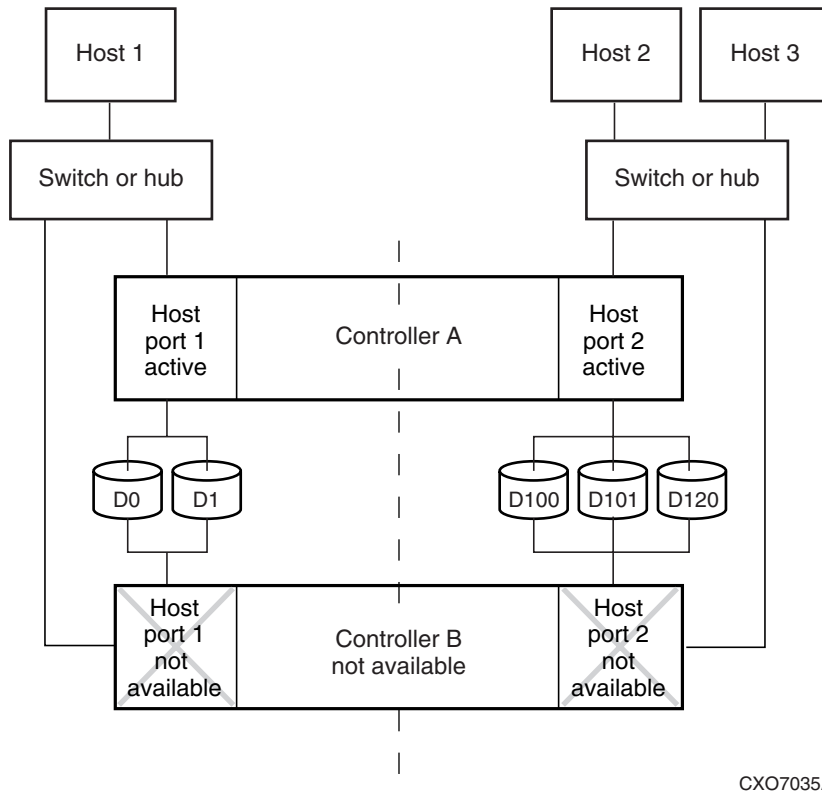 Host 1
Host 2
Host 3
Switch or hub
Switch or hub
Host
port 1
active
Controller A
Host
port 2
active
D0
D1
D100
D101
D120
Host
port 1
not
available
Controller B
not available
Host
port 2
not
available